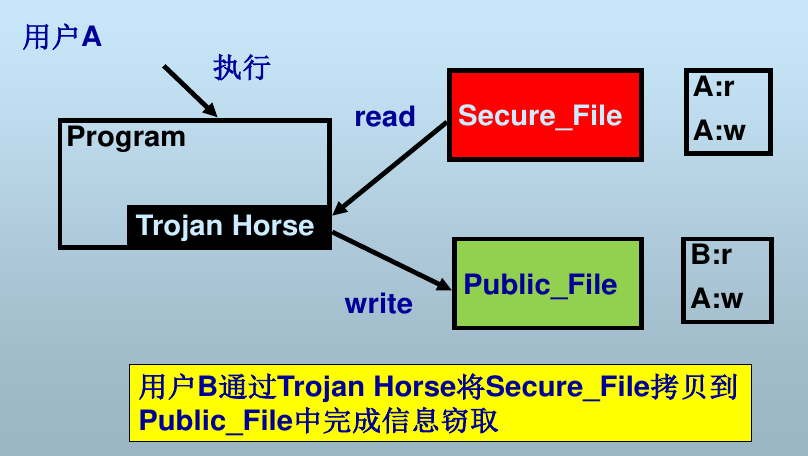 用户A
执行
Program
read
Secure_File
A:r
A:w
Trojan Horse
write
Public_File
B:r
A:w
用户B通过Trojan Horse将Secure_File拷贝到
Public_File中完成信息窃取